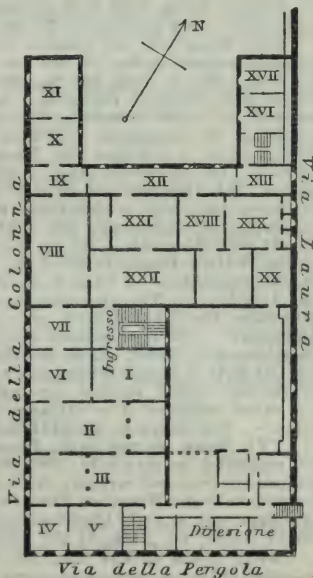 N
XI
XVII
XVI
X
IX
XII
XIII
XXI
XVIII
XIX
VIII
XXII
XX
VII
Ingresso
VI
I
II
III
IV
V
Direzione
Via della Colonna
Via Laura
Via della Pergola